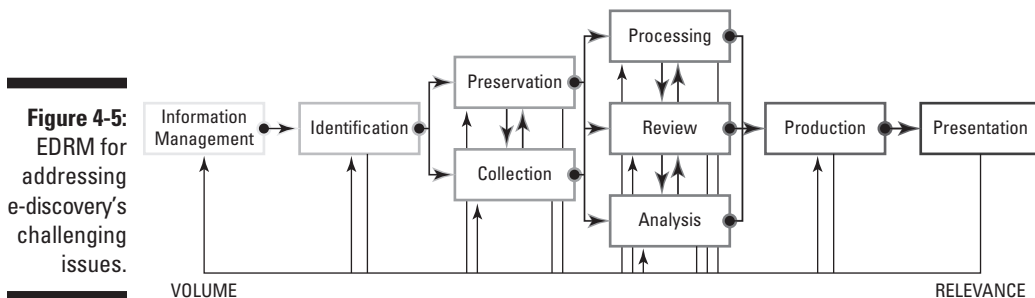 Figure 4-5:
EDRM for
addressing
e-discovery's
challenging
issues.
Information
Management
Identification
Preservation
Collection
Processing
Review
Analysis
Production
Presentation
VOLUME
RELEVANCE